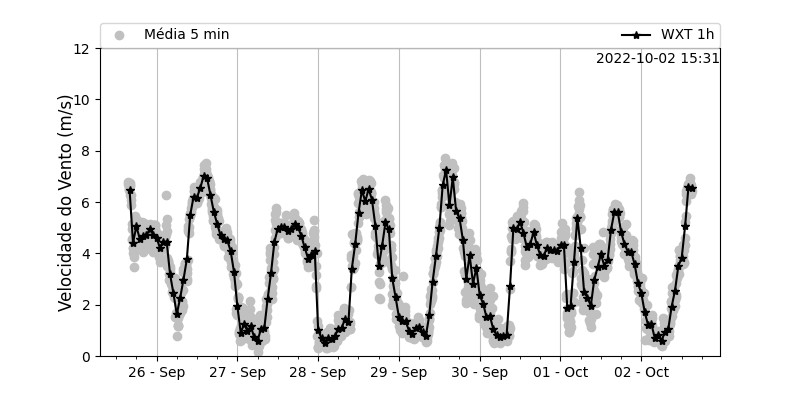 Média 5 min
WXT 1h
2022-10-02 15:31
Velocidade do Vento (m/s)
12
10
8
6
4
2
0
26 - Sep
27 - Sep
28 - Sep
29 - Sep
30 - Sep
01 - Oct
02 - Oct